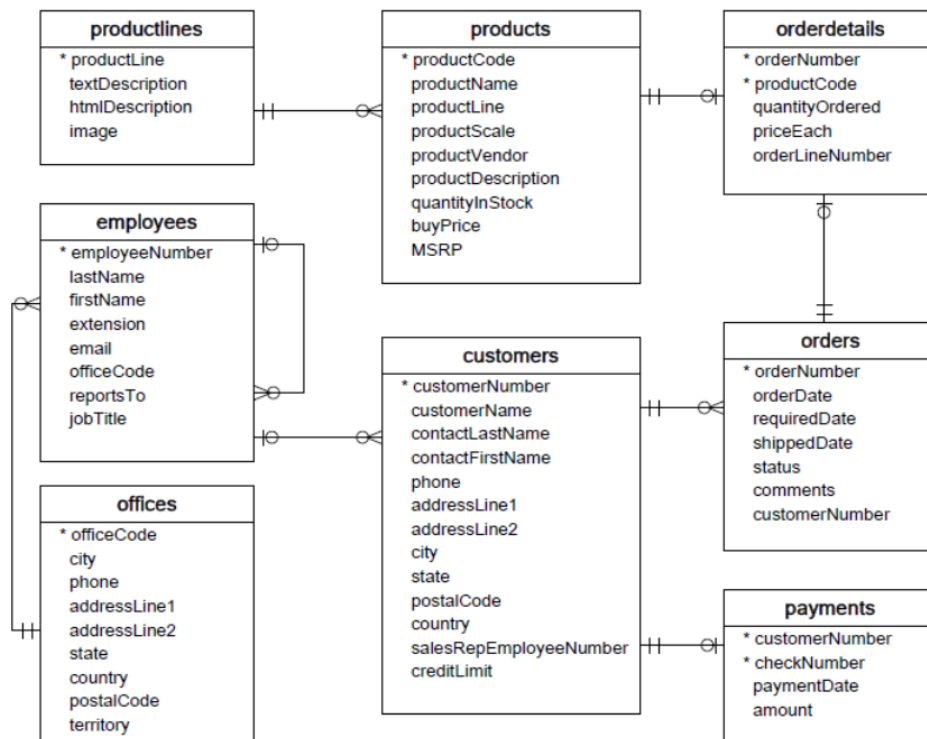 productlines
* productLine
textDescription
htmlDescription
image
products
* productCode
productName
productLine
productScale
productVendor
productDescription
quantityInStock
buyPrice
MSRP
orderdetails
* orderNumber
* productCode
quantityOrdered
priceEach
orderLineNumber
employees
* employeeNumber
lastName
firstName
extension
email
officeCode
reportsTo
jobTitle
customers
* customerNumber
customerName
contactLastName
contactFirstName
phone
addressLine1
addressLine2
city
state
postalCode
country
salesRepEmployeeNumber
creditLimit
orders
* orderNumber
orderDate
requiredDate
shippedDate
status
comments
customerNumber
offices
* officeCode
city
phone
addressLine1
addressLine2
state
country
postalCode
territory
payments
* customerNumber
* checkNumber
paymentDate
amount